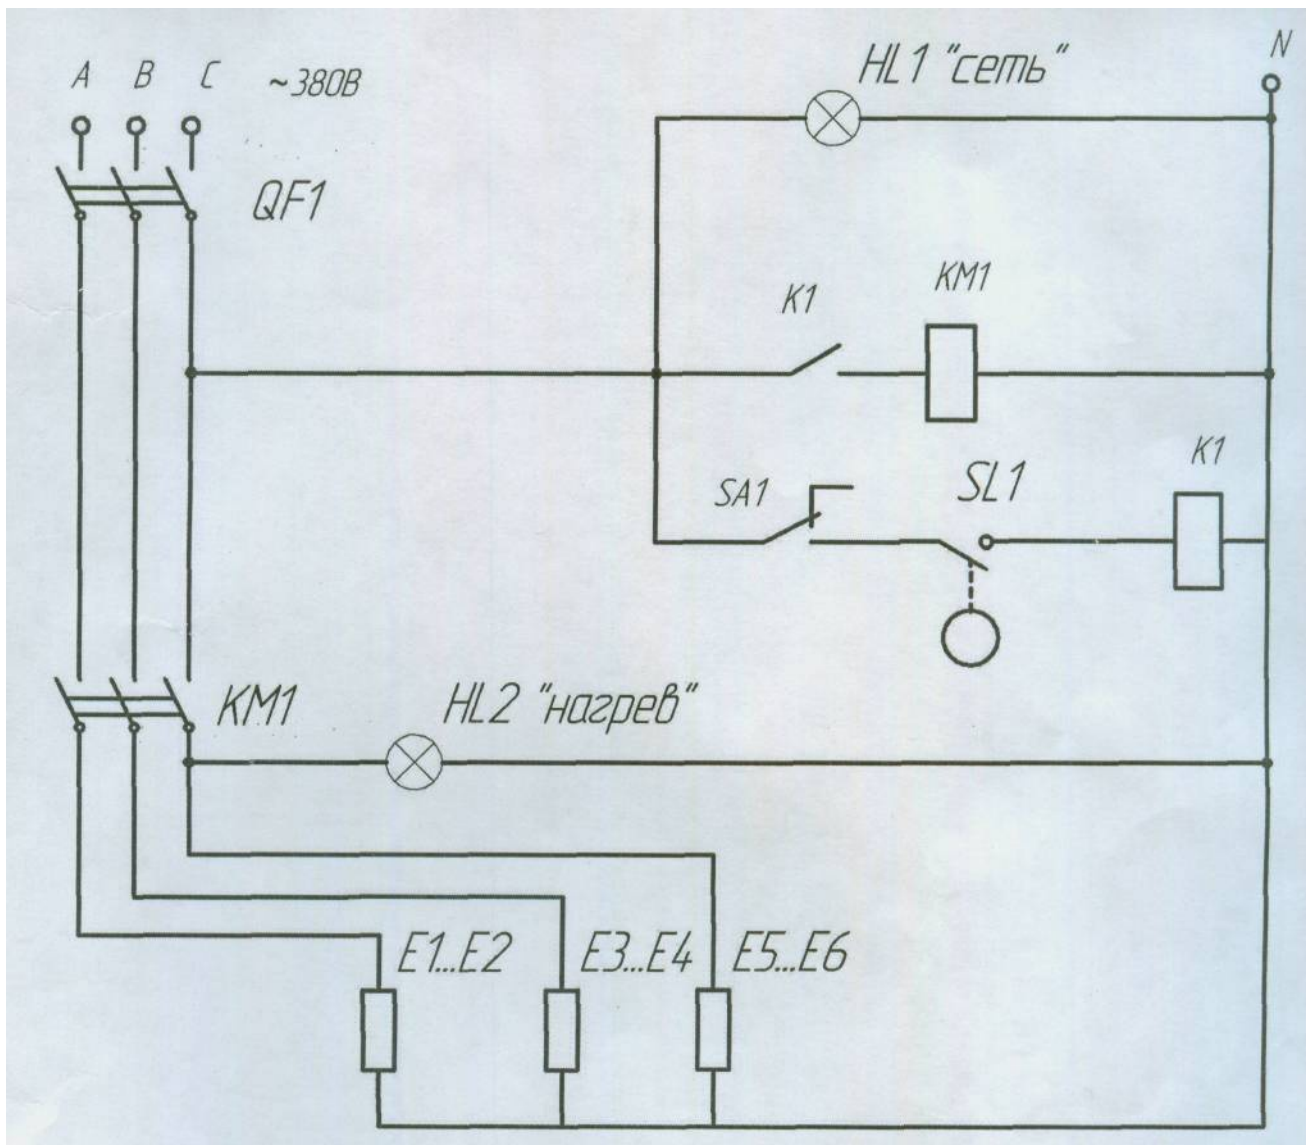 A B C ~380В
HL1 "сеть"
N
QF1
K1
KM1
SA1
SL1
K1
KM1
HL2 "нагрев"
E1...E2
E3...E4
E5...E6